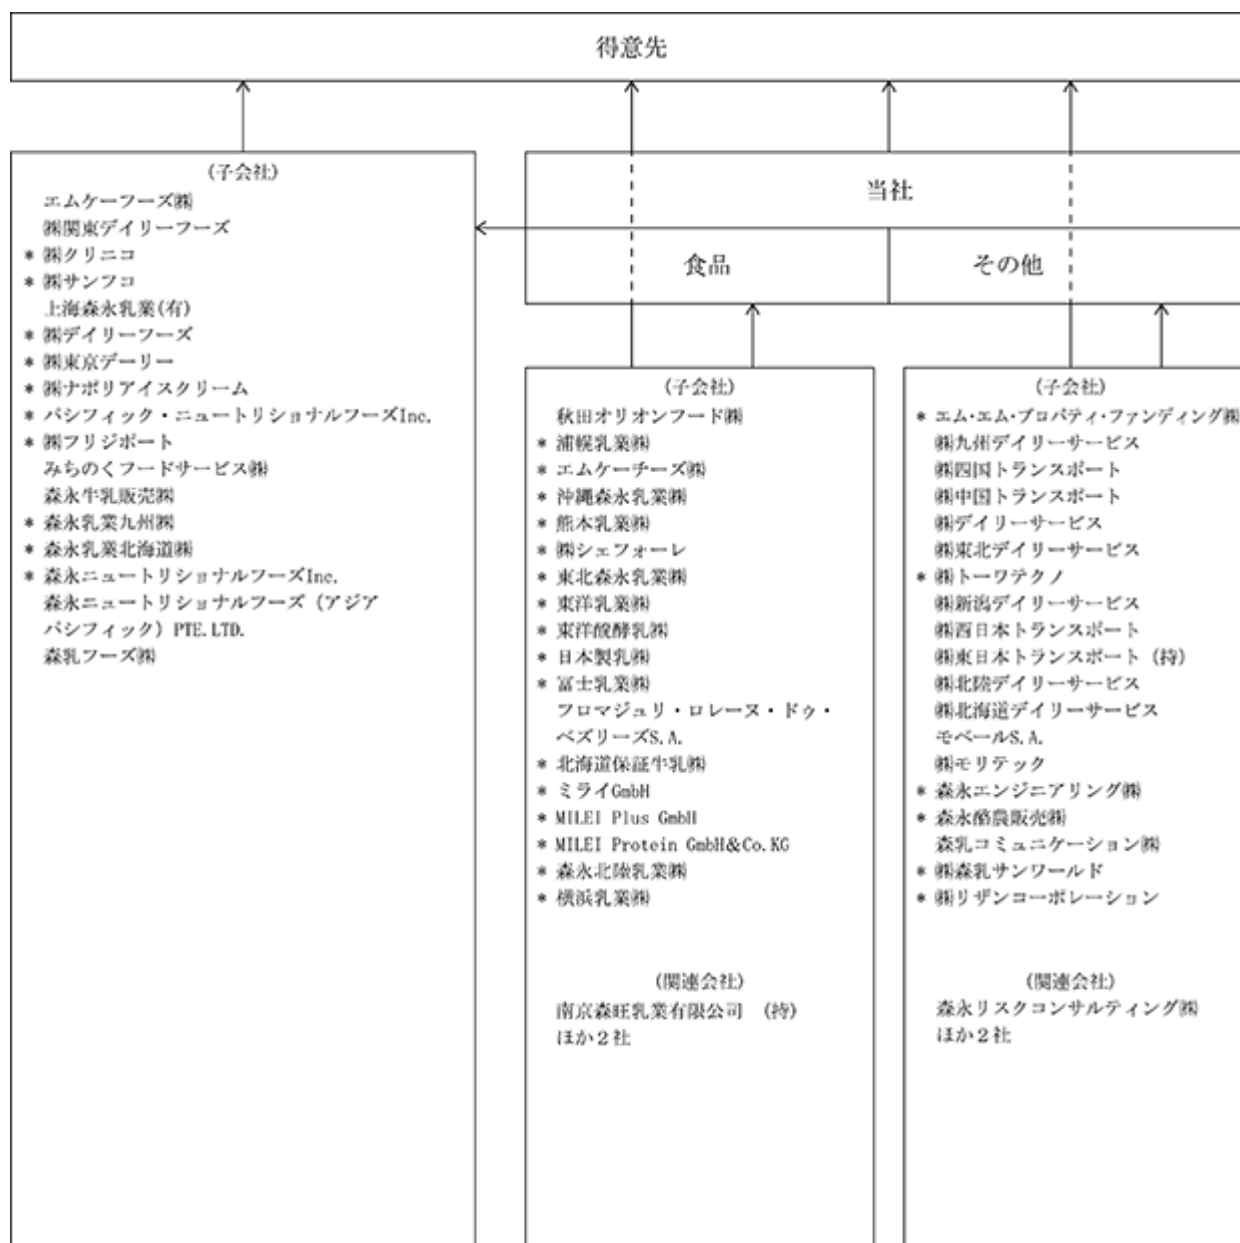 得意先
(子会社)
エムケーフーズ㈱
㈱関東デイリーフーズ
* ㈱クリニコ
* ㈱サンフコ
上海森永乳業(有)
* ㈱デイリーフーズ
* ㈱東京デーリー
* ㈱ナポリアイスクリーム
* パシフィック・ニュートリショナルフーズInc.
* ㈱フリジポート
みちのくフードサービス㈱
森永牛乳販売㈱
* 森永乳業九州㈱
* 森永乳業北海道㈱
* 森永ニュートリショナルフーズInc.
森永ニュートリショナルフーズ (アジア
パシフィック) PTE.LTD.
森乳フーズ㈱
当社
食品
その他
(子会社)
秋田オリオンフード㈱
* 浦幌乳業㈱
* エムケーチーズ㈱
* 沖縄森永乳業㈱
* 熊本乳業㈱
* ㈱シェフォーレ
* 東北森永乳業㈱
* 東洋乳業㈱
* 東洋醗酵乳㈱
* 日本製乳㈱
* 冨士乳業㈱
フロマジュリ・ロレーヌ・ドゥ・
ベズリーズS.A.
* 北海道保証牛乳㈱
* ミライGmbH
* MILEI Plus GmbH
* MILEI Protein GmbH&Co.KG
* 森永北陸乳業㈱
* 横浜乳業㈱
(関連会社)
南京森旺乳業有限公司 (持)
ほか2社
(子会社)
* エム・エム・プロパティ・ファンディング㈱
㈱九州デイリーサービス
㈱四国トランスポート
㈱中国トランスポート
㈱デイリーサービス
㈱東北デイリーサービス
* ㈱トーワテクノ
㈱新潟デイリーサービス
㈱西日本トランスポート
㈱東日本トランスポート (持)
㈱北陸デイリーサービス
㈱北海道デイリーサービス
モベールS.A.
㈱モリテック
* 森永エンジニアリング㈱
* 森永酪農販売㈱
森乳コミュニケーション㈱
* ㈱森乳サンワールド
* ㈱リザンコーポレーション
(関連会社)
森永リスクコンサルティング㈱
ほか2社